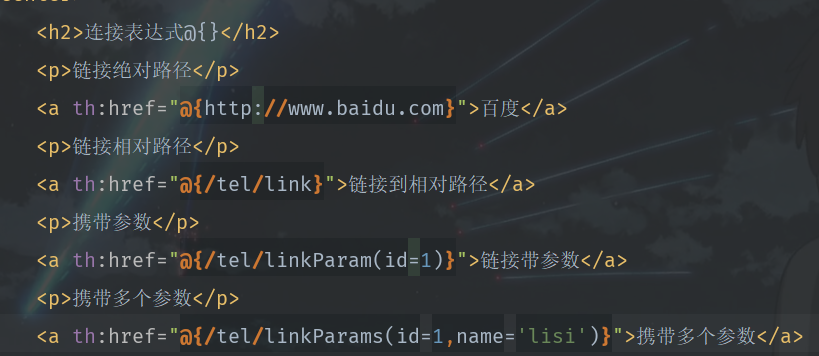 <h2>连接表达式@{}</h2>
<p>链接绝对路径</p>
<a th:href="@{http://www.baidu.com}">百度</a>
<p>链接相对路径</p>
<a th:href="@{/tel/link}">链接到相对路径</a>
<p>携带参数</p>
<a th:href="@{/tel/linkParam(id=1)}">链接带参数</a>
<p>携带多个参数</p>
<a th:href="@{/tel/linkParams(id=1,name='lisi')}">携带多个参数</a>